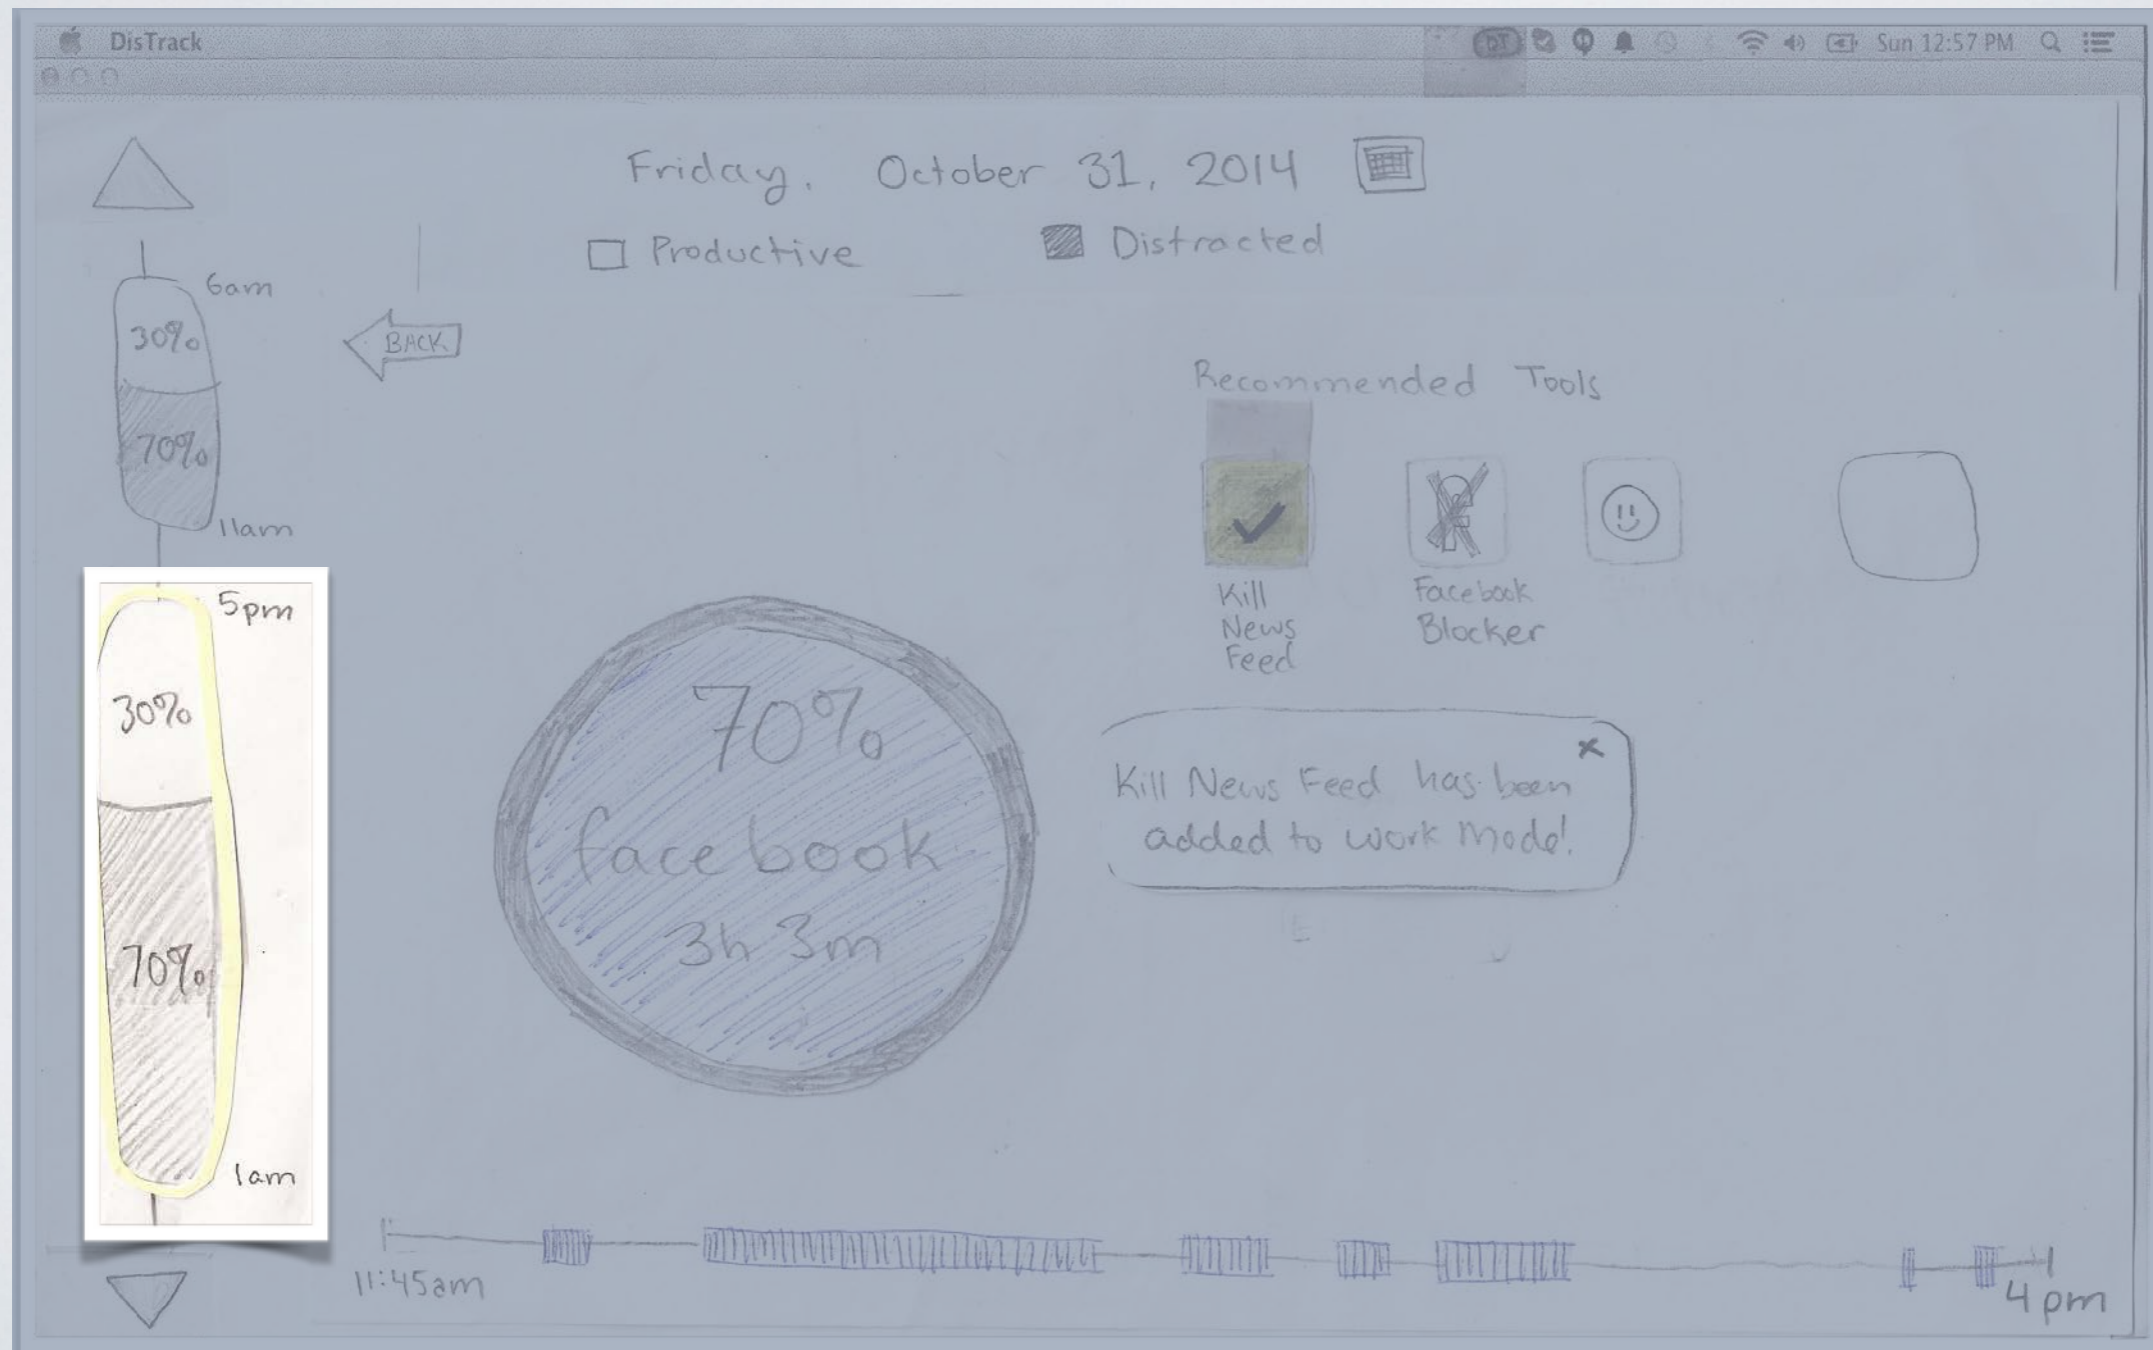 DisTrack
DT
Sun 12:57 PM
Friday, October 31, 2014
Productive
Distracted
6am
30%
70%
11am
BACK
Recommended Tools
Kill
News
Feed
Facebook
Blocker
5pm
30%
70%
1am
70%
facebook
3h 3m
x
Kill News Feed has been
added to work mode!
11:45am
4pm